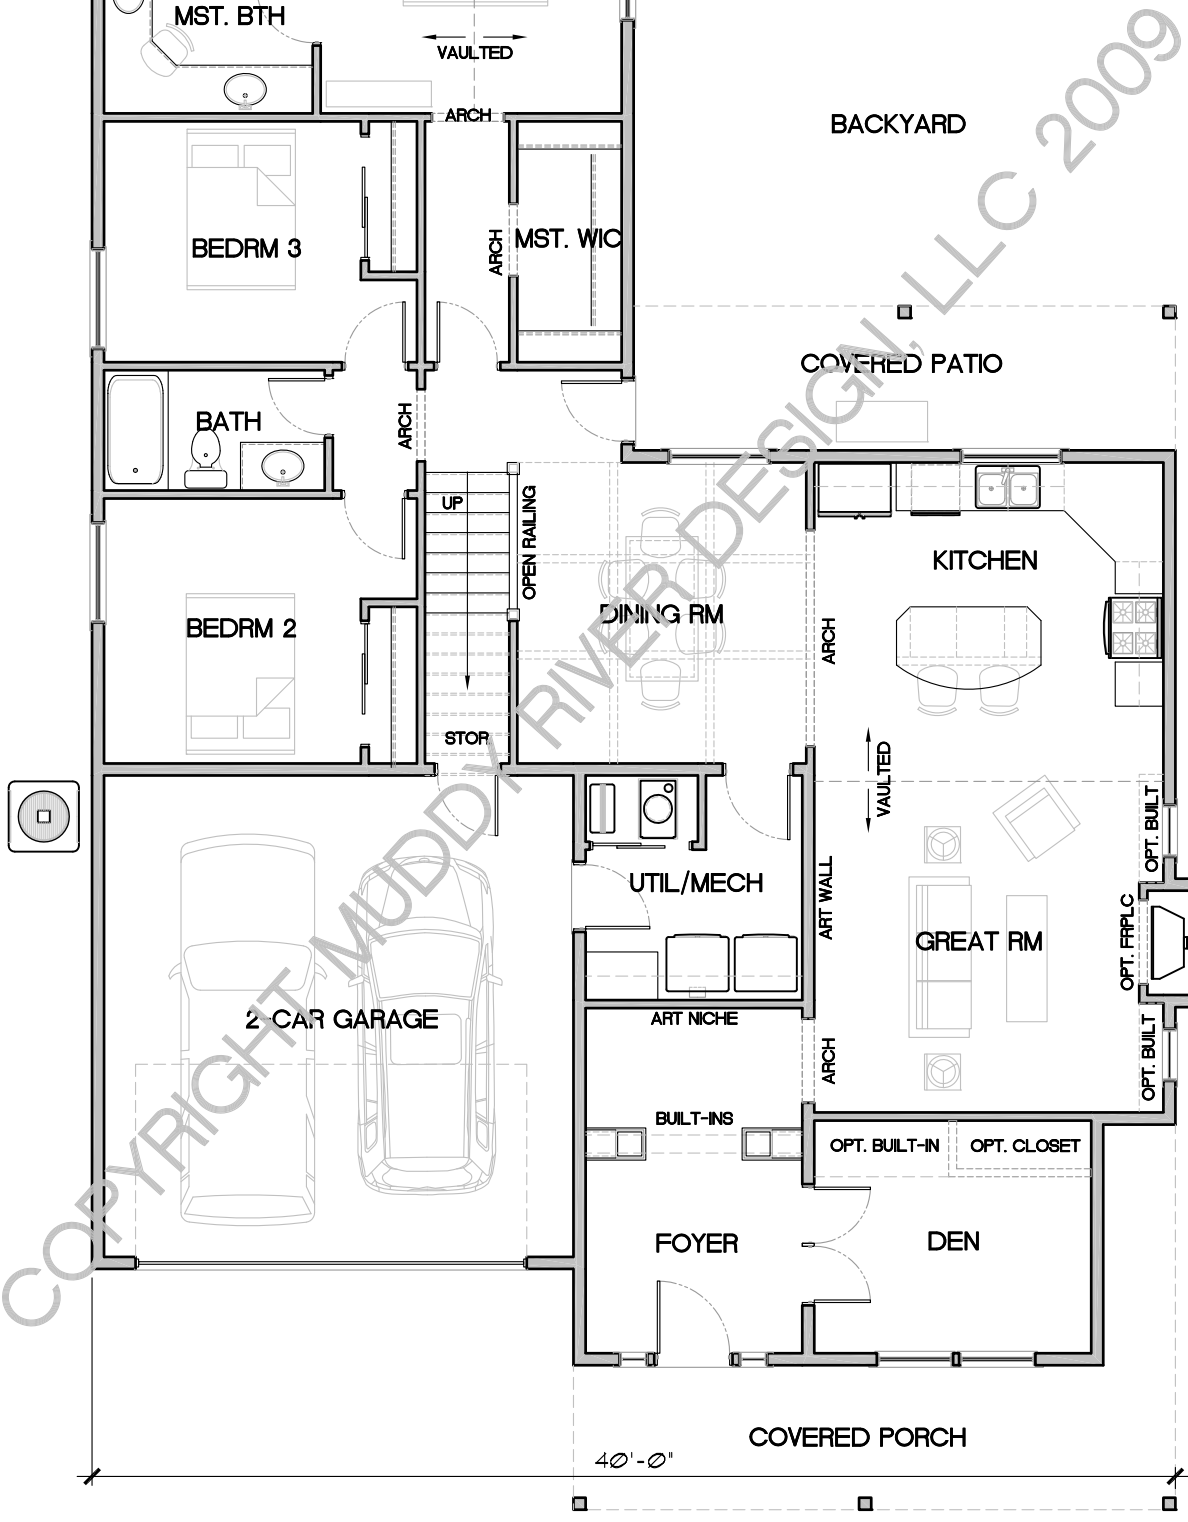 MST. BTH
VAULTED
ARCH
BACKYARD
BEDRM 3
ARCH
MST. WIC
COVERED PATIO
BATH
ARCH
UP
OPEN RAILING
KITCHEN
DINING RM
BEDRM 2
ARCH
STOR
VAULTED
OPT. BUILT
UTIL/MECH
ART WALL
GREAT RM
OPT. FRPLC
2-CAR GARAGE
ART NICHE
ARCH
OPT. BUILT
BUILT-INS
OPT. BUILT-IN
OPT. CLOSET
FOYER
DEN
COVERED PORCH
40'-0"
COPYRIGHT MUDDY RIVER DESIGN, LLC 2009